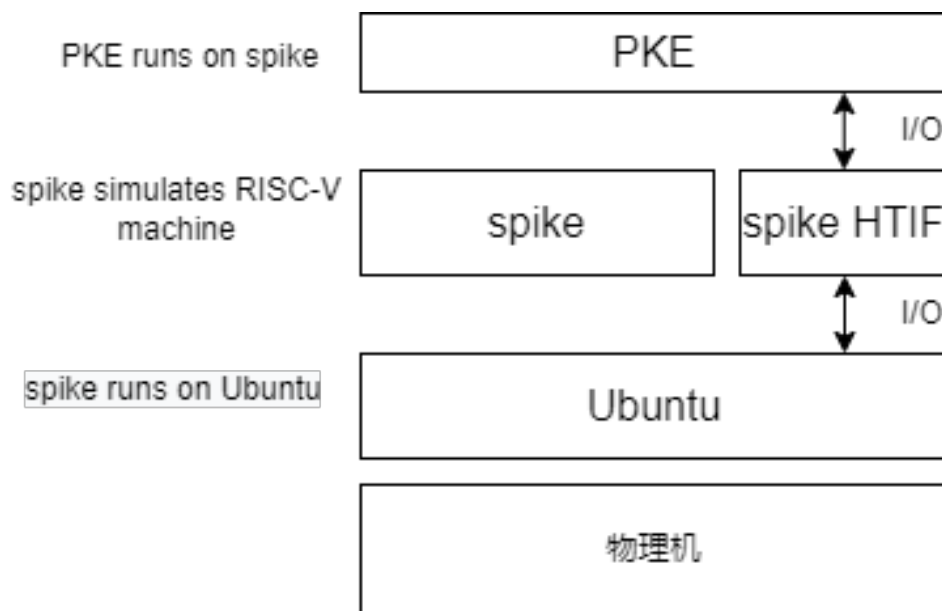 PKE runs on spike
PKE
I/O
spike simulates RISC-V
machine
spike
spike HTIF
I/O
spike runs on Ubuntu
Ubuntu
物理机